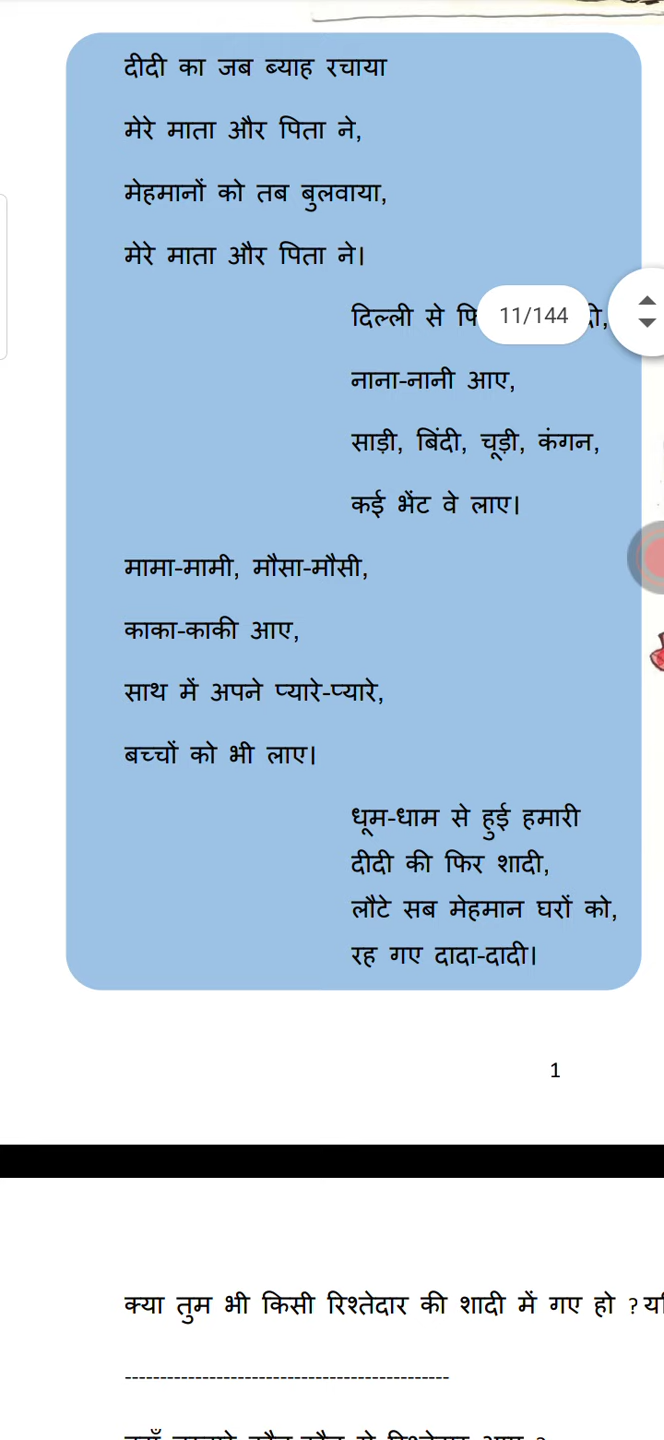 दीदी का जब ब्याह रचाया
मेरे माता और पिता ने,
मेहमानों को तब बुलवाया,
मेरे माता और पिता ने।
दिल्ली से
11/144
नाना-नानी आए,
साड़ी, बिंदी, चूड़ी, कंगन,
कई भेंट वे लाए।
मामा-मामी, मौसा-मौसी,
काका-काकी आए,
साथ में अपने प्यारे-प्यारे,
बच्चों को भी लाए।
धूम-धाम से हुई हमारी
दीदी की फिर शादी,
लौटे सब मेहमान घरों को,
रह गए दादा-दादी।
1
क्या तुम भी किसी रिश्तेदार की शादी में गए हो ?